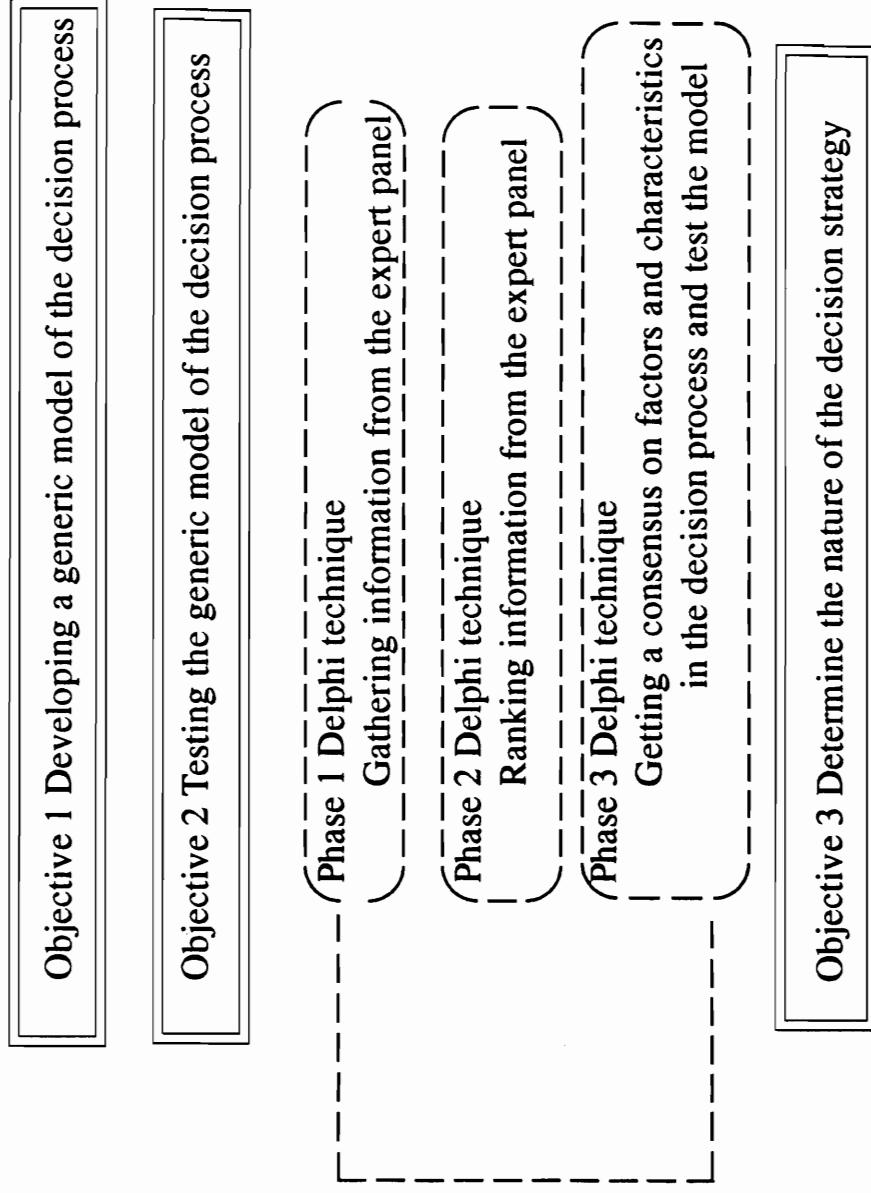 Objective 1 Developing a generic model of the decision process
Objective 2 Testing the generic model of the decision process
Phase 1 Delphi technique
Gathering information from the expert panel
Phase 2 Delphi technique
Ranking information from the expert panel
Phase 3 Delphi technique
Getting a consensus on factors and characteristics
in the decision process and test the model
Objective 3 Determine the nature of the decision strategy